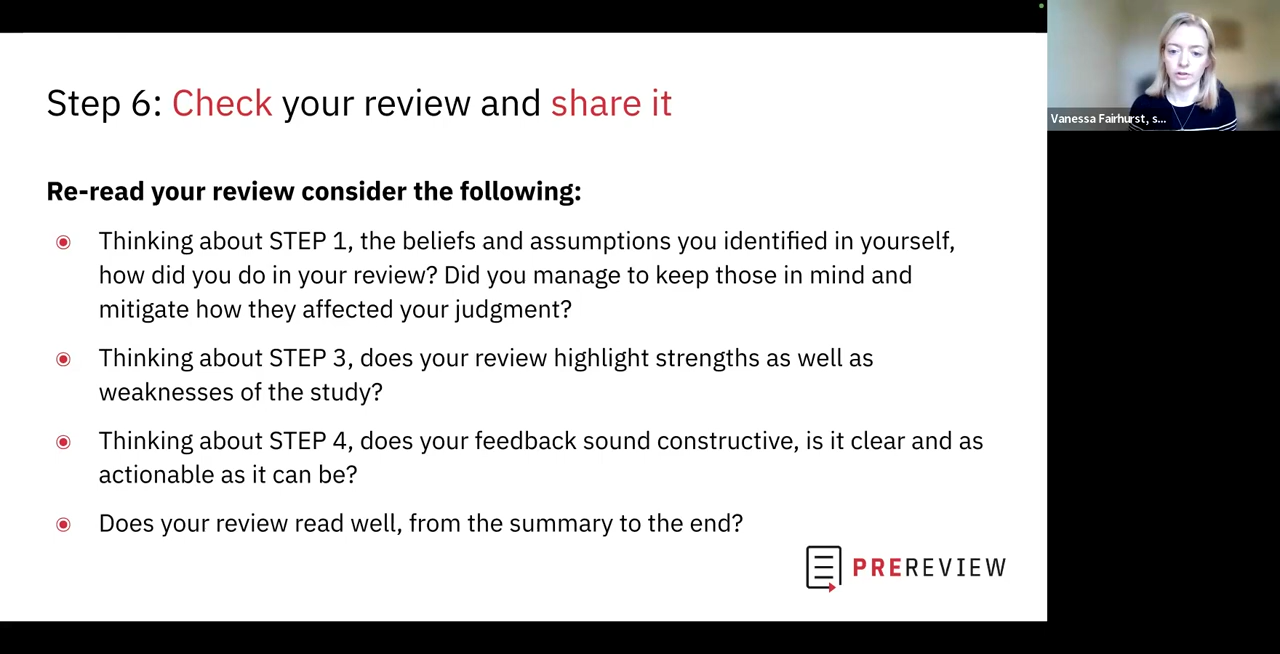 Step 6: Check your review and share it
Re-read your review consider the following:
Thinking about STEP 1, the beliefs and assumptions you identified in yourself,
how did you do in your review? Did you manage to keep those in mind and
mitigate how they affected your judgment?
Thinking about STEP 3, does your review highlight strengths as well as
weaknesses of the study?
Thinking about STEP 4, does your feedback sound constructive, is it clear and as
actionable as it can be?
Does your review read well, from the summary to the end?
PREREVIEW
Vanessa Fairhurst, s...